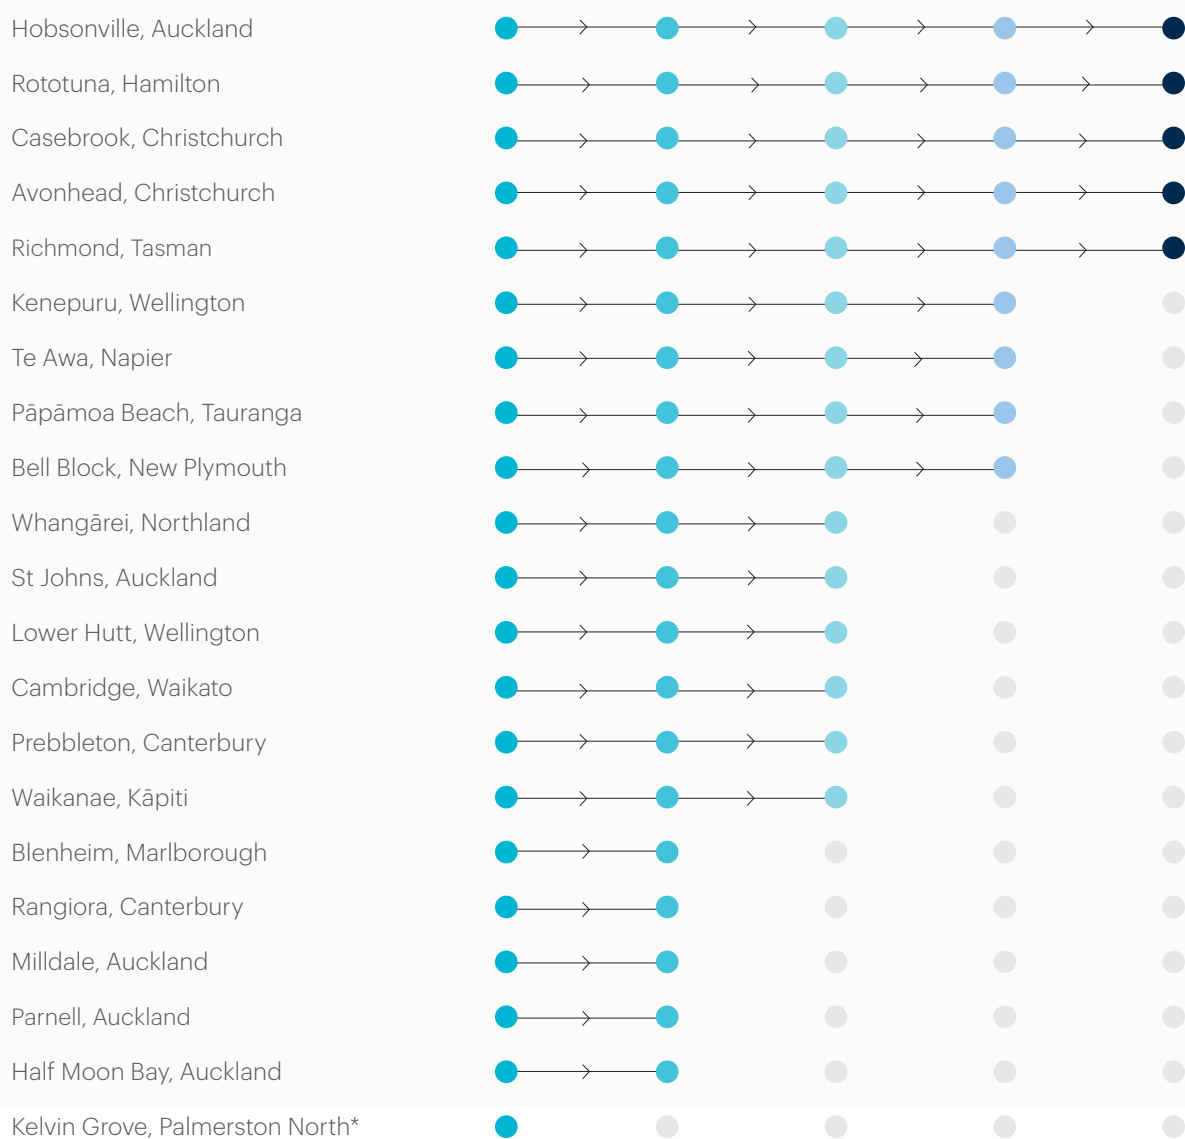 Hobsonville, Auckland
Rototuna, Hamilton
Casebrook, Christchurch
Avonhead, Christchurch
Richmond, Tasman
Kenepuru, Wellington
Te Awa, Napier
Pāpāmoa Beach, Tauranga
Bell Block, New Plymouth
Whangārei, Northland
St Johns, Auckland
Lower Hutt, Wellington
Cambridge, Waikato
Prebbleton, Canterbury
Waikanae, Kāpiti
Blenheim, Marlborough
Rangiora, Canterbury
Milldale, Auckland
Parnell, Auckland
Half Moon Bay, Auckland
Kelvin Grove, Palmerston North*